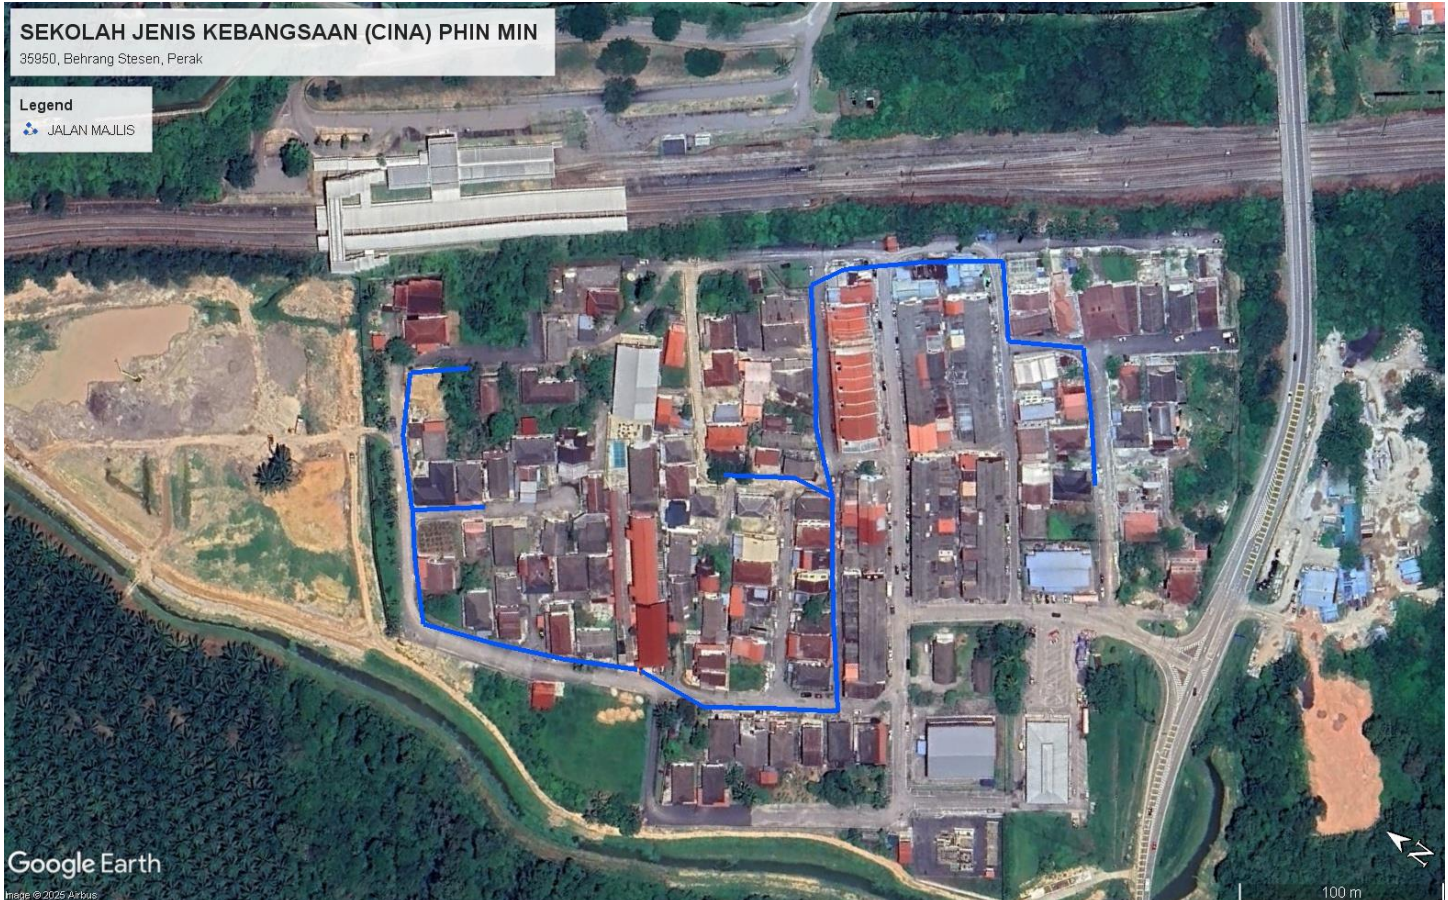 SEKOLAH JENIS KEBANGSAAN (CINA) PHIN MIN
35950, Behrang Stesen, Perak
Legend
JALAN MAJLIS
Google Earth
Image © 2025 Airbus
N
100 m